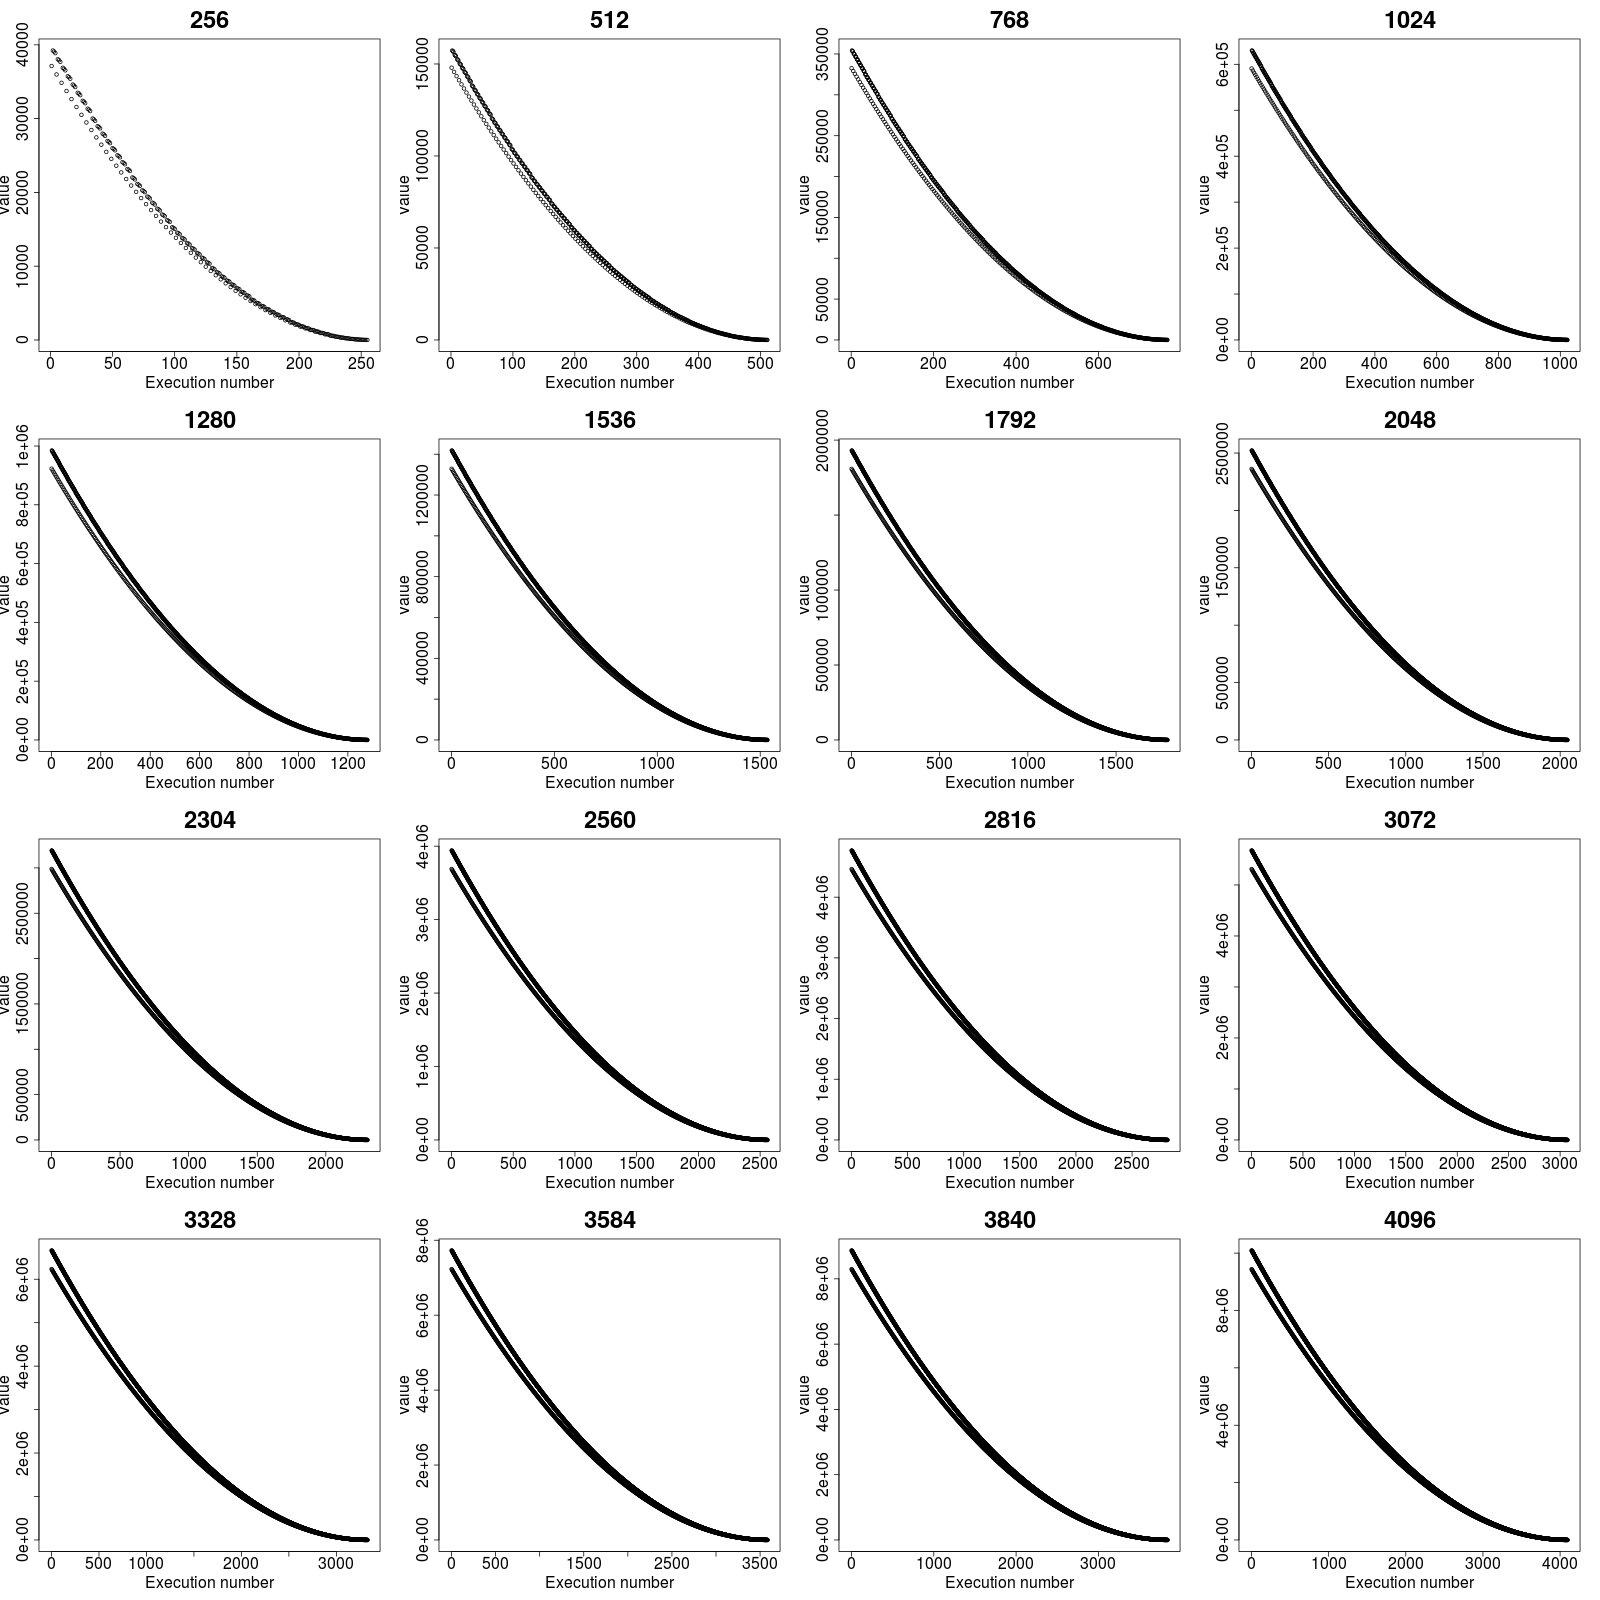 256
value
0 10000 20000 30000 40000
0 50 100 150 200 250
Execution number
512
value
0 50000 100000 150000
0 100 200 300 400 500
Execution number
768
value
0 50000 150000 250000 350000
0 200 400 600
Execution number
1024
value
0e+00 2e+05 4e+05 6e+05
0 200 400 600 800 1000
Execution number
1280
value
0e+00 2e+05 4e+05 6e+05 8e+05 1e+06
0 200 400 600 800 1000 1200
Execution number
1536
value
0 400000 800000 1200000
0 500 1000 1500
Execution number
1792
value
0 500000 1000000 2000000
0 500 1000 1500
Execution number
2048
value
0 500000 1500000 2500000
0 500 1000 1500 2000
Execution number
2304
value
0 500000 1500000 2500000
0 500 1000 1500 2000
Execution number
2560
value
0e+00 1e+06 2e+06 3e+06 4e+06
0 500 1000 1500 2000 2500
Execution number
2816
value
0e+00 1e+06 2e+06 3e+06 4e+06
0 500 1000 1500 2000 2500
Execution number
3072
value
0e+00 2e+06 4e+06
0 500 1000 1500 2000 2500 3000
Execution number
3328
value
0e+00 2e+06 4e+06 6e+06
0 500 1000 2000 3000
Execution number
3584
value
0e+00 2e+06 4e+06 6e+06 8e+06
0 500 1500 2500 3500
Execution number
3840
value
0e+00 2e+06 4e+06 6e+06 8e+06
0 1000 2000 3000
Execution number
4096
value
0e+00 4e+06 8e+06
0 1000 2000 3000 4000
Execution number